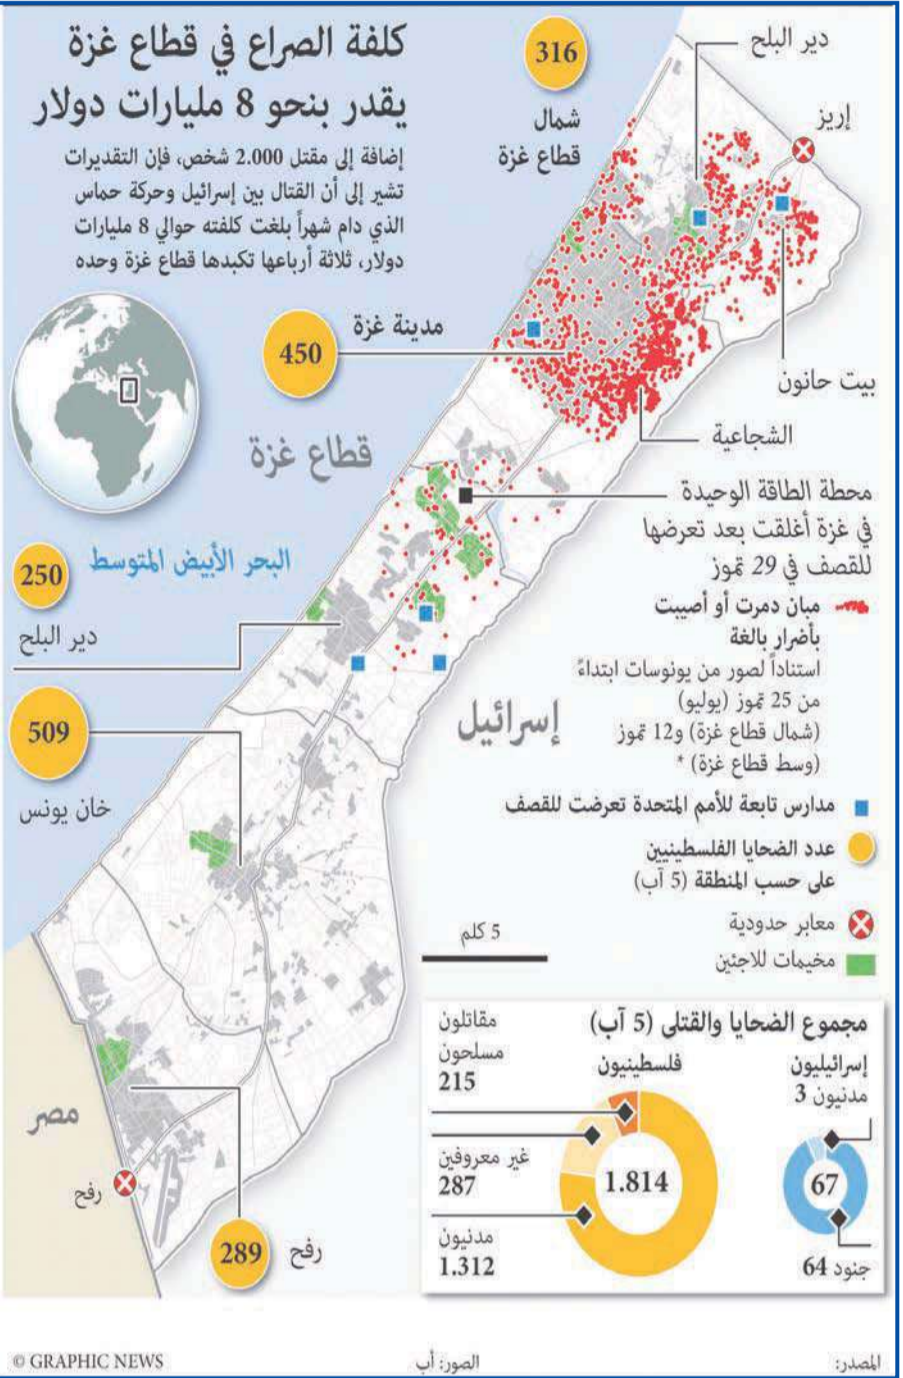 كلفة الصراع في قطاع غزة
يقدر بنحو 8 مليارات دولار
إضافة إلى مقتل 2.000 شخص، فإن التقديرات
تشير إلى أن القتال بين إسرائيل وحركة حماس
الذي دام شهراً بلغت كلفته حوالي 8 مليارات
دولار، ثلاثة أرباعها تكبدها قطاع غزة وحده
316
شمال
قطاع غزة
دير البلح
إريز
مدينة غزة
450
بيت حانون
الشجاعية
قطاع غزة
محطة الطاقة الوحيدة
في غزة أغلقت بعد تعرضها
للقصف في 29 تموز
البحر الأبيض المتوسط
250
دير البلح
مبان دمرت أو أصيبت
بأضرار بالغة
استناداً لصور من يونوسات ابتداءً
من 25 تموز (يوليو)
(شمال قطاع غزة) و12 تموز
(وسط قطاع غزة) *
إسرائيل
509
خان يونس
مدارس تابعة للأمم المتحدة تعرضت للقصف
عدد الضحايا الفلسطينيين
على حسب المنطقة (5 آب)
معابر حدودية
مخيمات للاجئين
5 كلم
مصر
رفح
289
رفح
مجموع الضحايا والقتلى (5 آب)
إسرائيليون
مدنيون 3
67
جنود 64
فلسطينيون
1.814
مقاتلون
مسلحون
215
غير معروفين
287
مدنيون
1.312
المصدر:
الصور: أب
© GRAPHIC NEWS